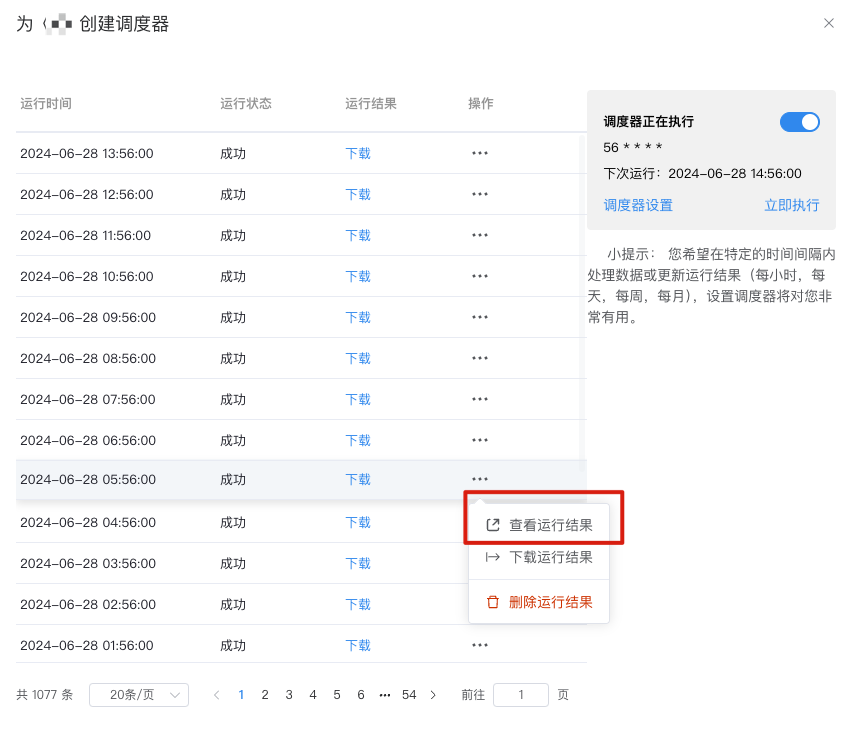 为 创建调度器
运行时间 运行状态 运行结果 操作
2024-06-28 13:56:00 成功 下载 •••
2024-06-28 12:56:00 成功 下载 •••
2024-06-28 11:56:00 成功 下载 •••
2024-06-28 10:56:00 成功 下载 •••
2024-06-28 09:56:00 成功 下载 •••
2024-06-28 08:56:00 成功 下载 •••
2024-06-28 07:56:00 成功 下载 •••
2024-06-28 06:56:00 成功 下载 •••
2024-06-28 05:56:00 成功 下载 •••
2024-06-28 04:56:00 成功 下载
2024-06-28 03:56:00 成功 下载
2024-06-28 02:56:00 成功 下载
2024-06-28 01:56:00 成功 下载 •••
查看运行结果
下载运行结果
删除运行结果
共 1077 条 20条/页 1 2 3 4 5 6 ••• 54 前往 1 页
调度器正在执行
56 * * * *
下次运行：2024-06-28 14:56:00
调度器设置 立即执行
小提示： 您希望在特定的时间间隔内
处理数据或更新运行结果（每小时，每
天，每周，每月），设置调度器将对您非
常有用。